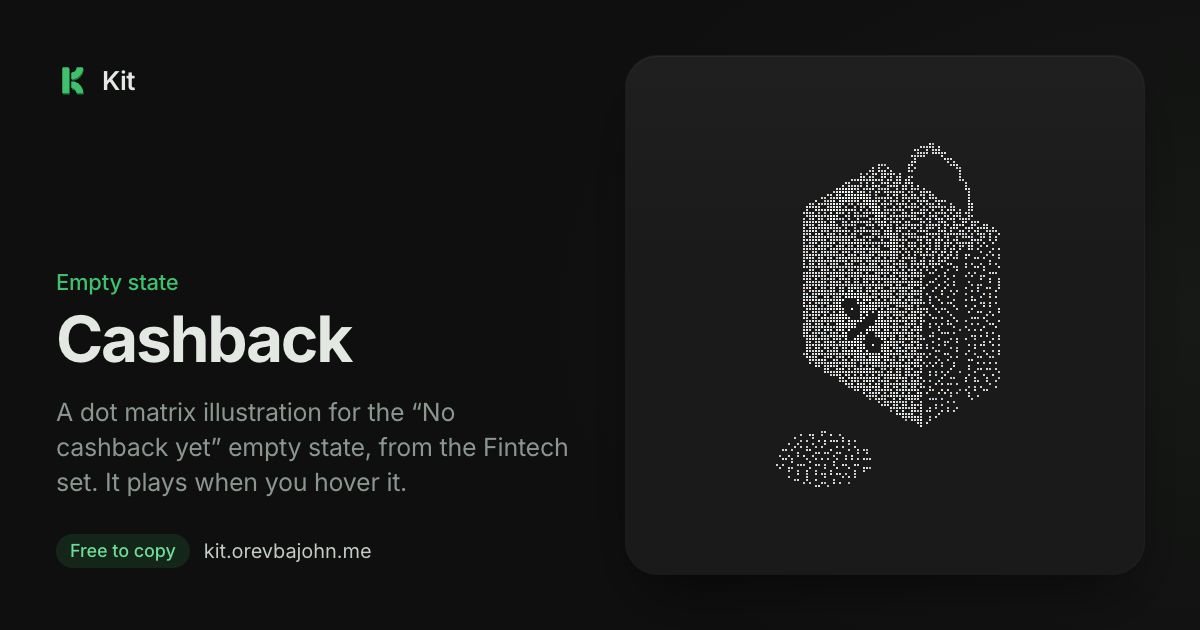 Kit
Empty state
Cashback
A dot matrix illustration for the “No
cashback yet” empty state, from the Fintech
set. It plays when you hover it.
Free to copy
kit.orevbajohn.me
%